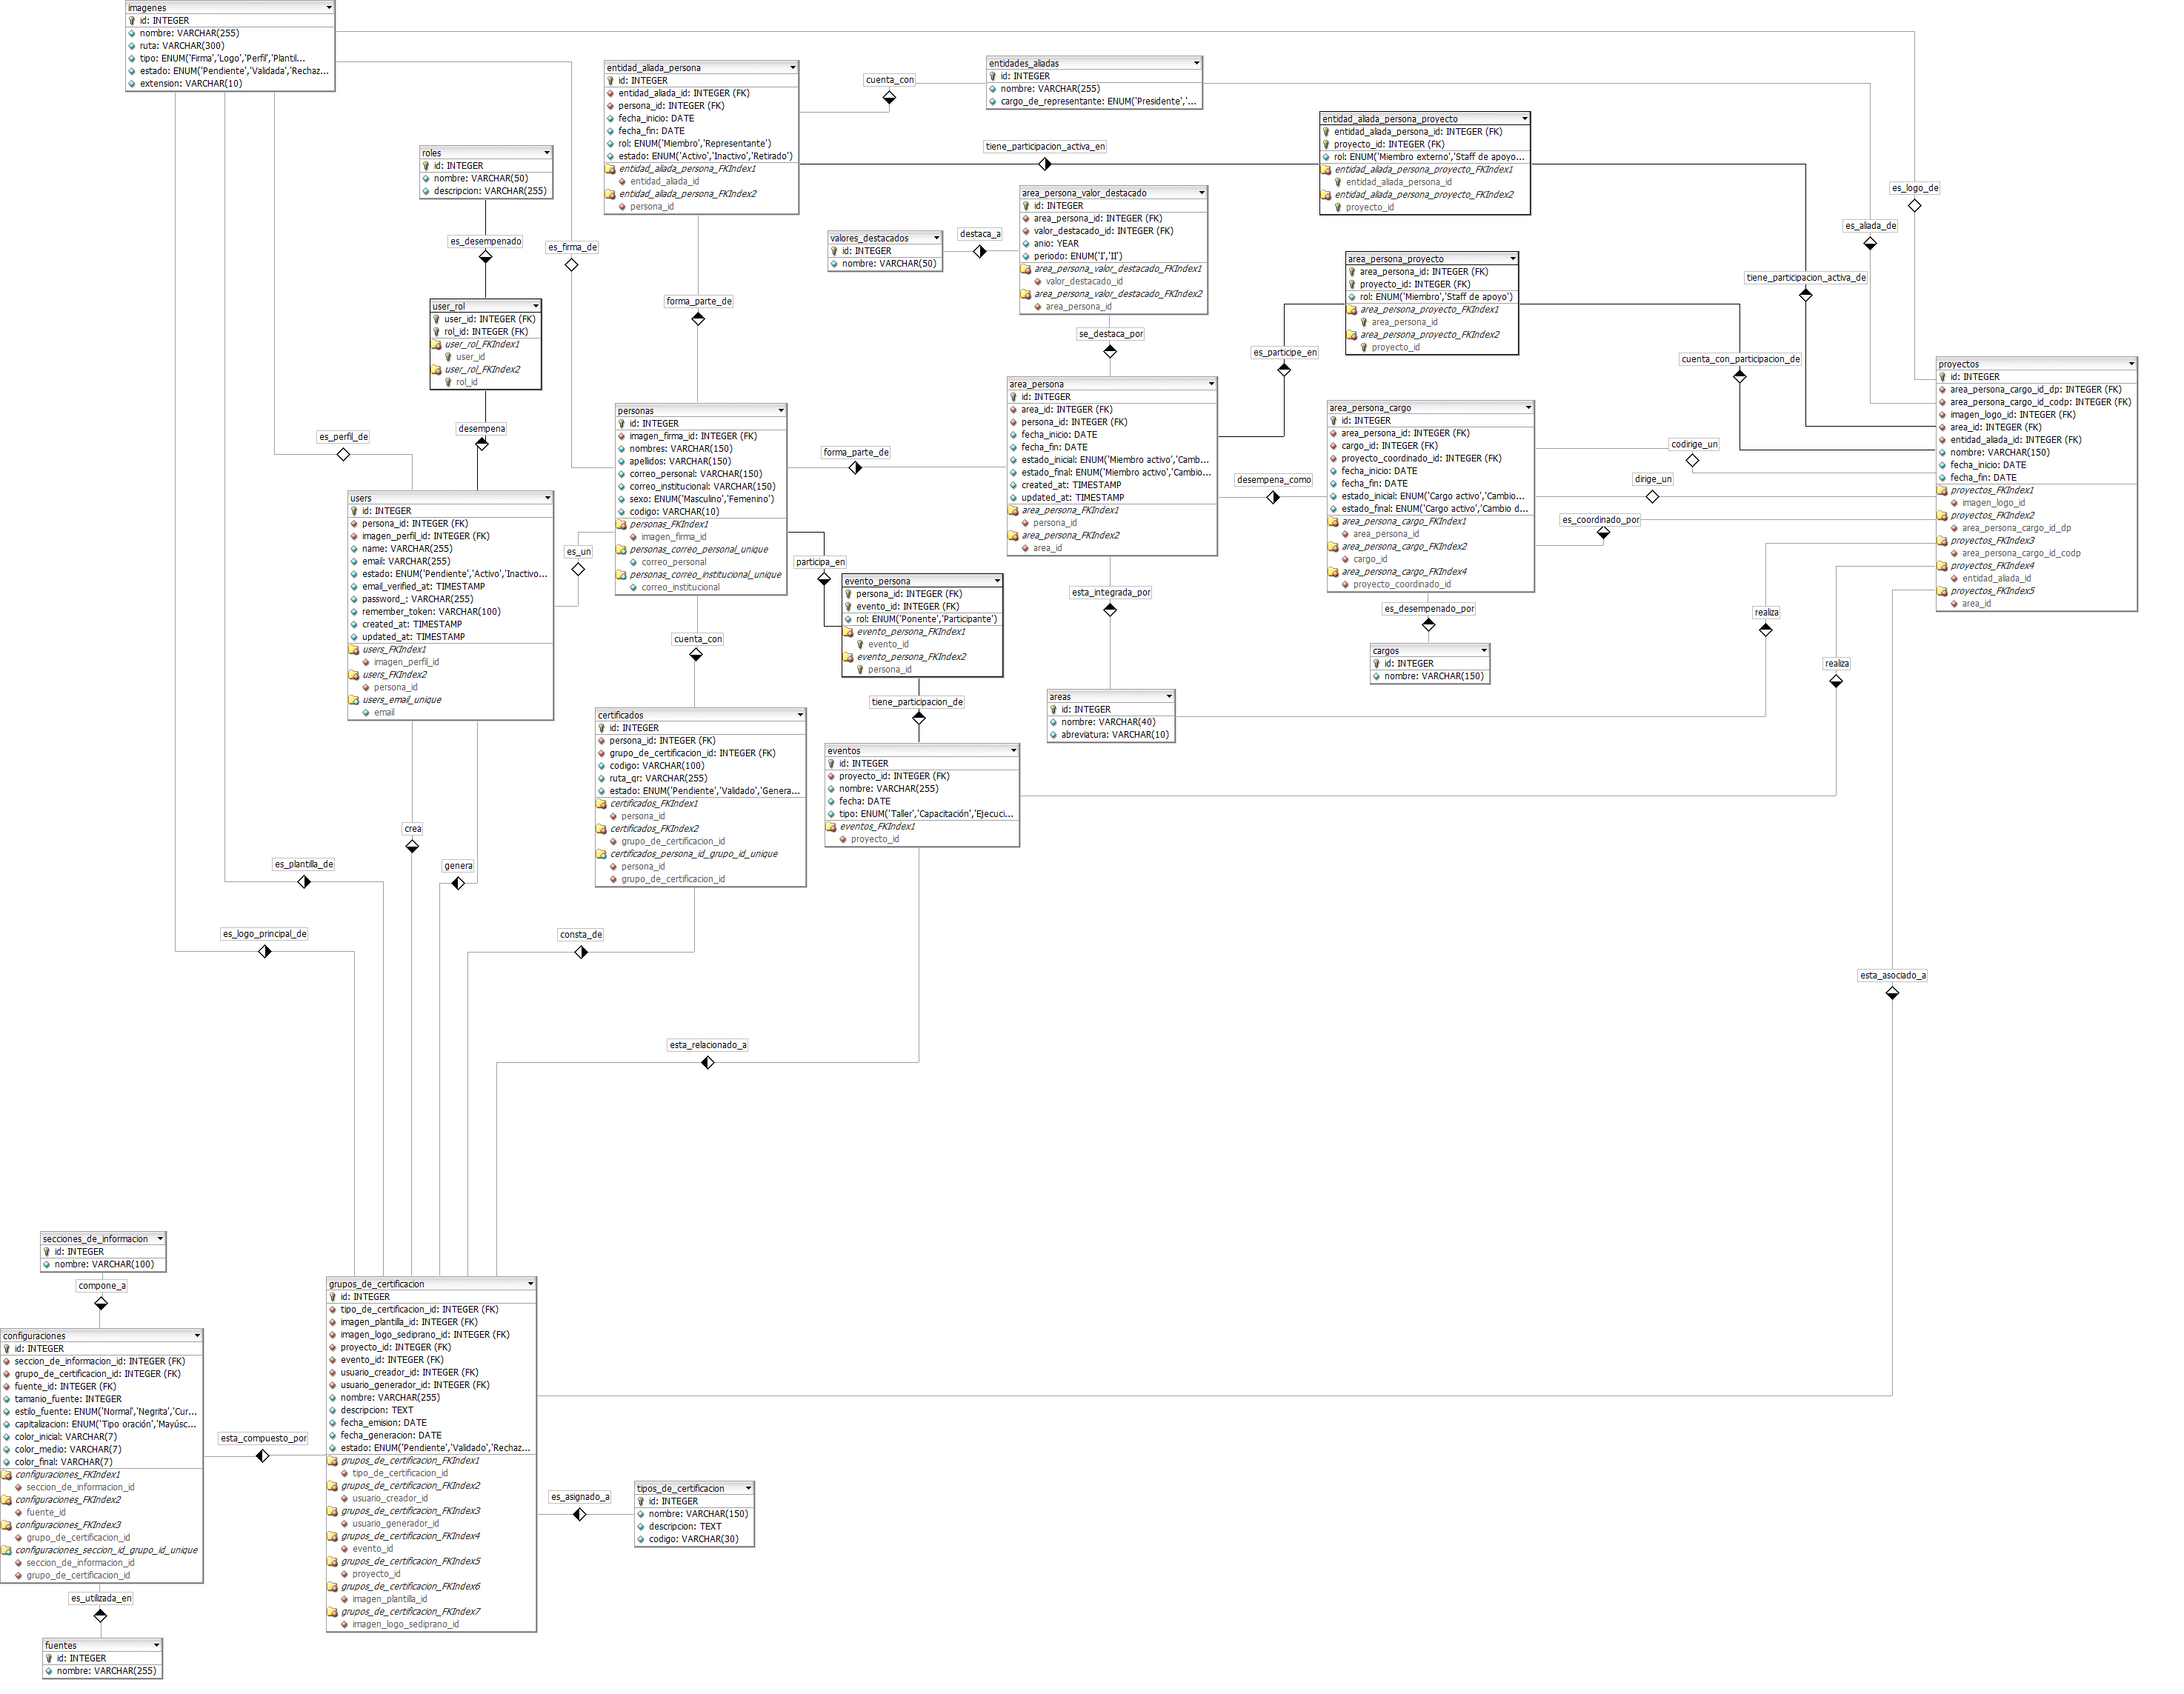 imagenes
id: INTEGER
nombre: VARCHAR(255)
ruta: VARCHAR(300)
tipo: ENUM('Firma','Logo','Perfil','Plantil...
estado: ENUM('Pendiente','Validada','Rechaz...
extension: VARCHAR(10)
entidad_aliada_persona
id: INTEGER
entidad_aliada_id: INTEGER (FK)
persona_id: INTEGER (FK)
fecha_inicio: DATE
fecha_fin: DATE
rol: ENUM('Miembro','Representante')
estado: ENUM('Activo','Inactivo','Retirado')
entidad_aliada_persona_FKIndex1
entidad_aliada_id
entidad_aliada_persona_FKIndex2
persona_id
cuenta_con
entidades_aliadas
id: INTEGER
nombre: VARCHAR(255)
cargo_de_representante: ENUM('Presidente','...
entidad_aliada_persona_proyecto
entidad_aliada_persona_id: INTEGER (FK)
proyecto_id: INTEGER (FK)
rol: ENUM('Miembro externo','Staff de apoyo...
entidad_aliada_persona_proyecto_FKIndex1
entidad_aliada_persona_id
entidad_aliada_persona_proyecto_FKIndex2
proyecto_id
tiene_participacion_activa_en
es_logo_de
es_aliada_de
tiene_participacion_activa_de
roles
id: INTEGER
nombre: VARCHAR(50)
descripcion: VARCHAR(255)
es_desempenado
es_firma_de
user_rol
user_id: INTEGER (FK)
rol_id: INTEGER (FK)
user_rol_FKIndex1
user_id
user_rol_FKIndex2
rol_id
desempena
es_perfil_de
forma_parte_de
valores_destacados
id: INTEGER
nombre: VARCHAR(50)
destaca_a
area_persona_valor_destacado
id: INTEGER
area_persona_id: INTEGER (FK)
valor_destacado_id: INTEGER (FK)
anio: YEAR
periodo: ENUM('I','II')
area_persona_valor_destacado_FKIndex1
valor_destacado_id
area_persona_valor_destacado_FKIndex2
area_persona_id
se_destaca_por
area_persona_proyecto
area_persona_id: INTEGER (FK)
proyecto_id: INTEGER (FK)
rol: ENUM('Miembro','Staff de apoyo')
area_persona_proyecto_FKIndex1
area_persona_id
area_persona_proyecto_FKIndex2
proyecto_id
es_participe_en
cuenta_con_participacion_de
proyectos
id: INTEGER
area_persona_cargo_id_dp: INTEGER (FK)
area_persona_cargo_id_codp: INTEGER (FK)
imagen_logo_id: INTEGER (FK)
area_id: INTEGER (FK)
entidad_aliada_id: INTEGER (FK)
nombre: VARCHAR(150)
fecha_inicio: DATE
fecha_fin: DATE
proyectos_FKIndex1
imagen_logo_id
proyectos_FKIndex2
area_persona_cargo_id_dp
proyectos_FKIndex3
area_persona_cargo_id_codp
proyectos_FKIndex4
entidad_aliada_id
proyectos_FKIndex5
area_id
users
id: INTEGER
persona_id: INTEGER (FK)
imagen_perfil_id: INTEGER (FK)
name: VARCHAR(255)
email: VARCHAR(255)
estado: ENUM('Pendiente','Activo','Inactivo...
email_verified_at: TIMESTAMP
password_: VARCHAR(255)
remember_token: VARCHAR(100)
created_at: TIMESTAMP
updated_at: TIMESTAMP
users_FKIndex1
imagen_perfil_id
users_FKIndex2
persona_id
users_email_unique
email
es_un
personas
id: INTEGER
imagen_firma_id: INTEGER (FK)
nombres: VARCHAR(150)
apellidos: VARCHAR(150)
correo_personal: VARCHAR(150)
correo_institucional: VARCHAR(150)
sexo: ENUM('Masculino','Femenino')
codigo: VARCHAR(10)
personas_FKIndex1
imagen_firma_id
personas_correo_personal_unique
correo_personal
personas_correo_institucional_unique
correo_institucional
forma_parte_de
area_persona
id: INTEGER
area_id: INTEGER (FK)
persona_id: INTEGER (FK)
fecha_inicio: DATE
fecha_fin: DATE
estado_inicial: ENUM('Miembro activo','Camb...
estado_final: ENUM('Miembro activo','Cambio...
created_at: TIMESTAMP
updated_at: TIMESTAMP
area_persona_FKIndex1
persona_id
area_persona_FKIndex2
area_id
desempena_como
area_persona_cargo
id: INTEGER
area_persona_id: INTEGER (FK)
cargo_id: INTEGER (FK)
proyecto_coordinado_id: INTEGER (FK)
fecha_inicio: DATE
fecha_fin: DATE
estado_inicial: ENUM('Cargo activo','Cambio...
estado_final: ENUM('Cargo activo','Cambio d...
area_persona_cargo_FKIndex1
area_persona_id
area_persona_cargo_FKIndex2
cargo_id
area_persona_cargo_FKIndex4
proyecto_coordinado_id
codirige_un
dirige_un
es_coordinado_por
es_desempenado_por
cargos
id: INTEGER
nombre: VARCHAR(150)
participa_en
evento_persona
persona_id: INTEGER (FK)
evento_id: INTEGER (FK)
rol: ENUM('Ponente','Participante')
evento_persona_FKIndex1
evento_id
evento_persona_FKIndex2
persona_id
tiene_participacion_de
esta_integrada_por
areas
id: INTEGER
nombre: VARCHAR(40)
abreviatura: VARCHAR(10)
realiza
realiza
cuenta_con
certificados
id: INTEGER
persona_id: INTEGER (FK)
grupo_de_certificacion_id: INTEGER (FK)
codigo: VARCHAR(100)
ruta_qr: VARCHAR(255)
estado: ENUM('Pendiente','Validado','Genera...
certificados_FKIndex1
persona_id
certificados_FKIndex2
grupo_de_certificacion_id
certificados_persona_id_grupo_id_unique
persona_id
grupo_de_certificacion_id
eventos
id: INTEGER
proyecto_id: INTEGER (FK)
nombre: VARCHAR(255)
fecha: DATE
tipo: ENUM('Taller','Capacitación','Ejecuci...
eventos_FKIndex1
proyecto_id
crea
genera
es_plantilla_de
es_logo_principal_de
consta_de
esta_relacionado_a
esta_asociado_a
secciones_de_informacion
id: INTEGER
nombre: VARCHAR(100)
compone_a
configuraciones
id: INTEGER
seccion_de_informacion_id: INTEGER (FK)
grupo_de_certificacion_id: INTEGER (FK)
fuente_id: INTEGER (FK)
tamanio_fuente: INTEGER
estilo_fuente: ENUM('Normal','Negrita','Cur...
capitalizacion: ENUM('Tipo oración','Mayúsc...
color_inicial: VARCHAR(7)
color_medio: VARCHAR(7)
color_final: VARCHAR(7)
configuraciones_FKIndex1
seccion_de_informacion_id
configuraciones_FKIndex2
fuente_id
configuraciones_FKIndex3
grupo_de_certificacion_id
configuraciones_seccion_id_grupo_id_unique
seccion_de_informacion_id
grupo_de_certificacion_id
es_utilizada_en
fuentes
id: INTEGER
nombre: VARCHAR(255)
esta_compuesto_por
grupos_de_certificacion
id: INTEGER
tipo_de_certificacion_id: INTEGER (FK)
imagen_plantilla_id: INTEGER (FK)
imagen_logo_sediprano_id: INTEGER (FK)
proyecto_id: INTEGER (FK)
evento_id: INTEGER (FK)
usuario_creador_id: INTEGER (FK)
usuario_generador_id: INTEGER (FK)
nombre: VARCHAR(255)
descripcion: TEXT
fecha_emision: DATE
fecha_generacion: DATE
estado: ENUM('Pendiente','Validado','Rechaz...
grupos_de_certificacion_FKIndex1
tipo_de_certificacion_id
grupos_de_certificacion_FKIndex2
usuario_creador_id
grupos_de_certificacion_FKIndex3
usuario_generador_id
grupos_de_certificacion_FKIndex4
evento_id
grupos_de_certificacion_FKIndex5
proyecto_id
grupos_de_certificacion_FKIndex6
imagen_plantilla_id
grupos_de_certificacion_FKIndex7
imagen_logo_sediprano_id
es_asignado_a
tipos_de_certificacion
id: INTEGER
nombre: VARCHAR(150)
descripcion: TEXT
codigo: VARCHAR(30)